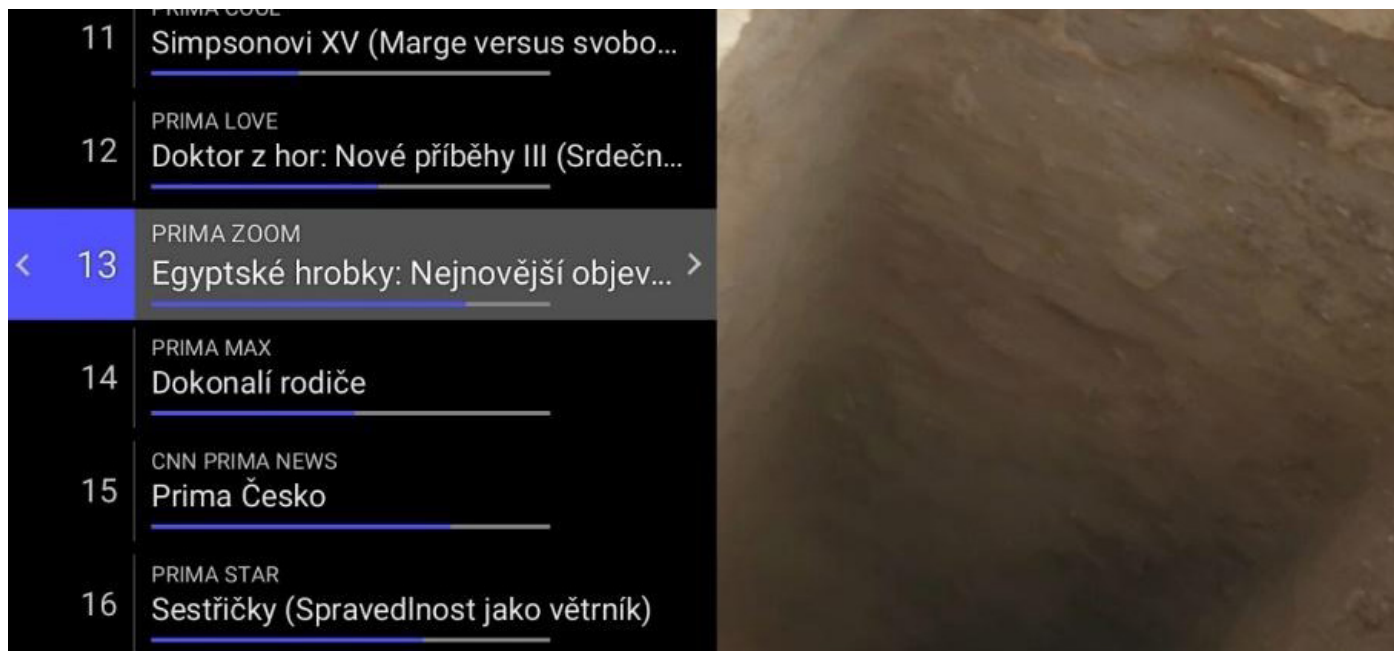 PRIMA COOL
11
Simpsonovi XV (Marge versus svobo...
PRIMA LOVE
12
Doktor z hor: Nové příběhy III (Srdečn...
PRIMA ZOOM
< 13
Egyptské hrobky: Nejnovější objev... >
PRIMA MAX
14
Dokonalí rodiče
CNN PRIMA NEWS
15
Prima Česko
PRIMA STAR
16
Sestřičky (Spravedlnost jako větrník)